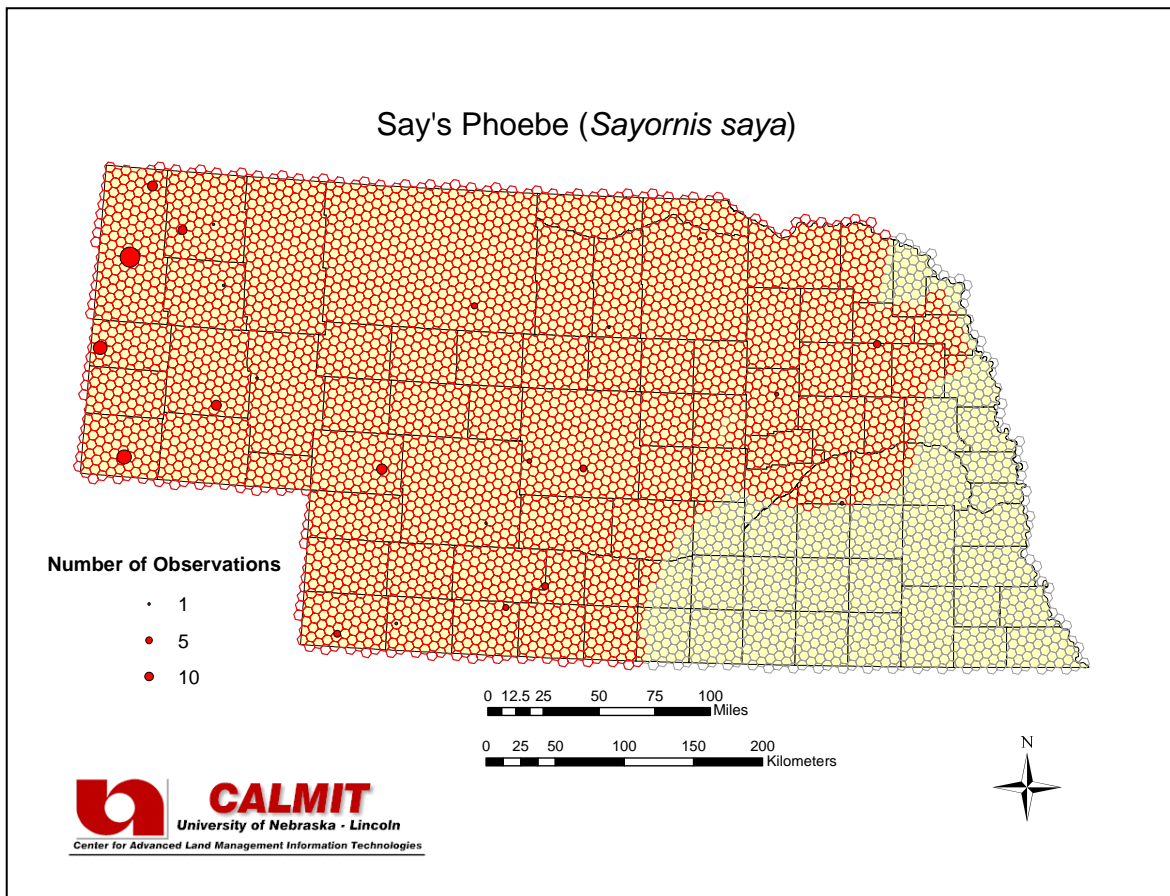 Say's Phoebe (Sayornis saya)
Number of Observations
1
5
10
0 12.5 25 50 75 100
Miles
0 25 50 100 150 200
Kilometers
N
CALMIT
University of Nebraska - Lincoln
Center for Advanced Land Management Information Technologies